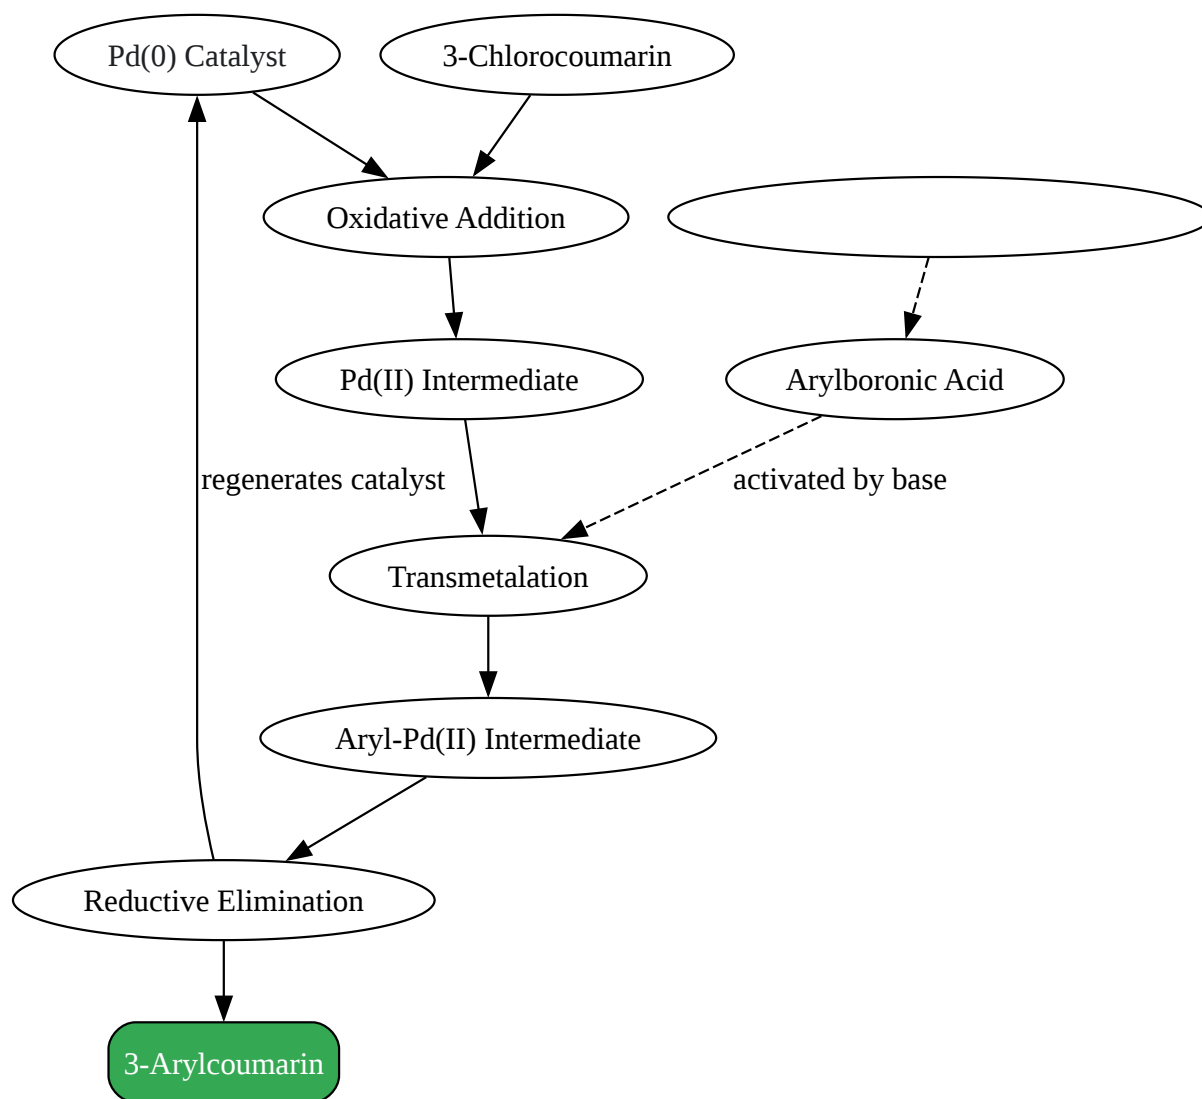 Pd(0) Catalyst
3-Chlorocoumarin
Oxidative Addition
Pd(II) Intermediate
Arylboronic Acid
regenerates catalyst
activated by base
Transmetalation
Aryl-Pd(II) Intermediate
Reductive Elimination
3-Arylcoumarin